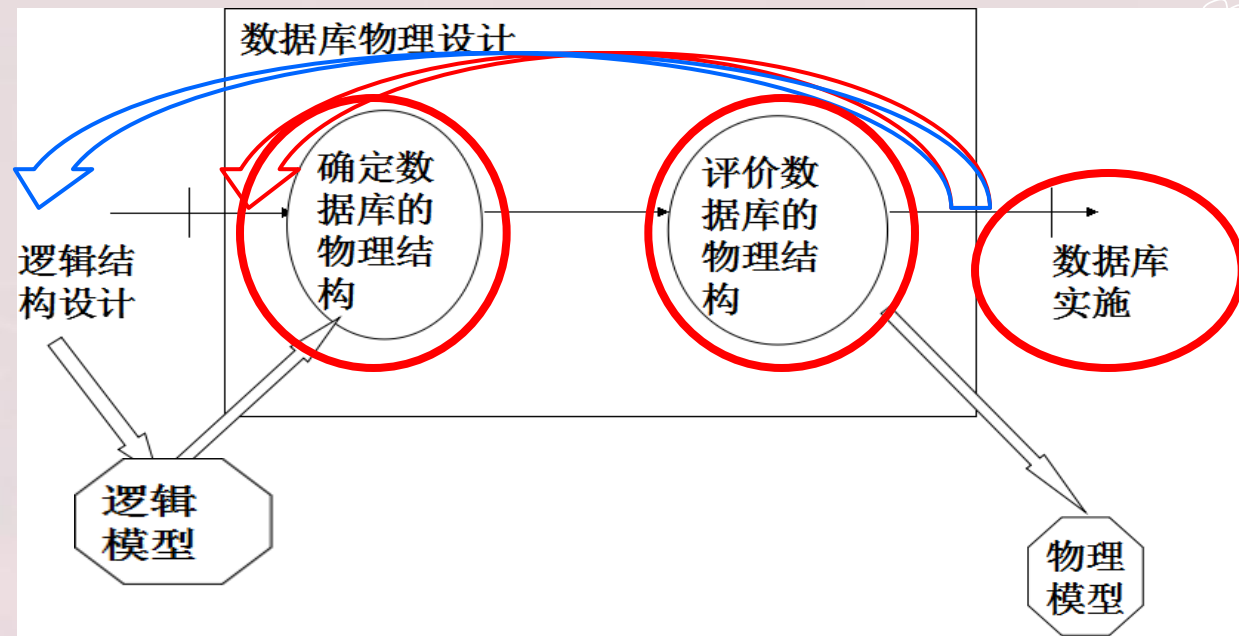 数据库物理设计
确定数
据库的
物理结
构
评价数
据库的
物理结
构
逻辑结
构设计
数据库
实施
逻辑
模型
物理
模型